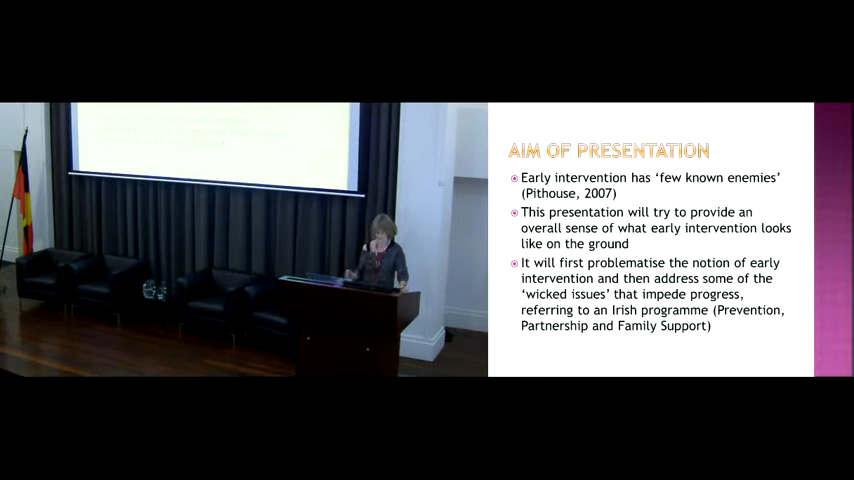 AIM OF PRESENTATION
Early intervention has ‘few known enemies’
(Pithouse, 2007)
This presentation will try to provide an
overall sense of what early intervention looks
like on the ground
It will first problematise the notion of early
intervention and then address some of the
‘wicked issues’ that impede progress,
referring to an Irish programme (Prevention,
Partnership and Family Support)